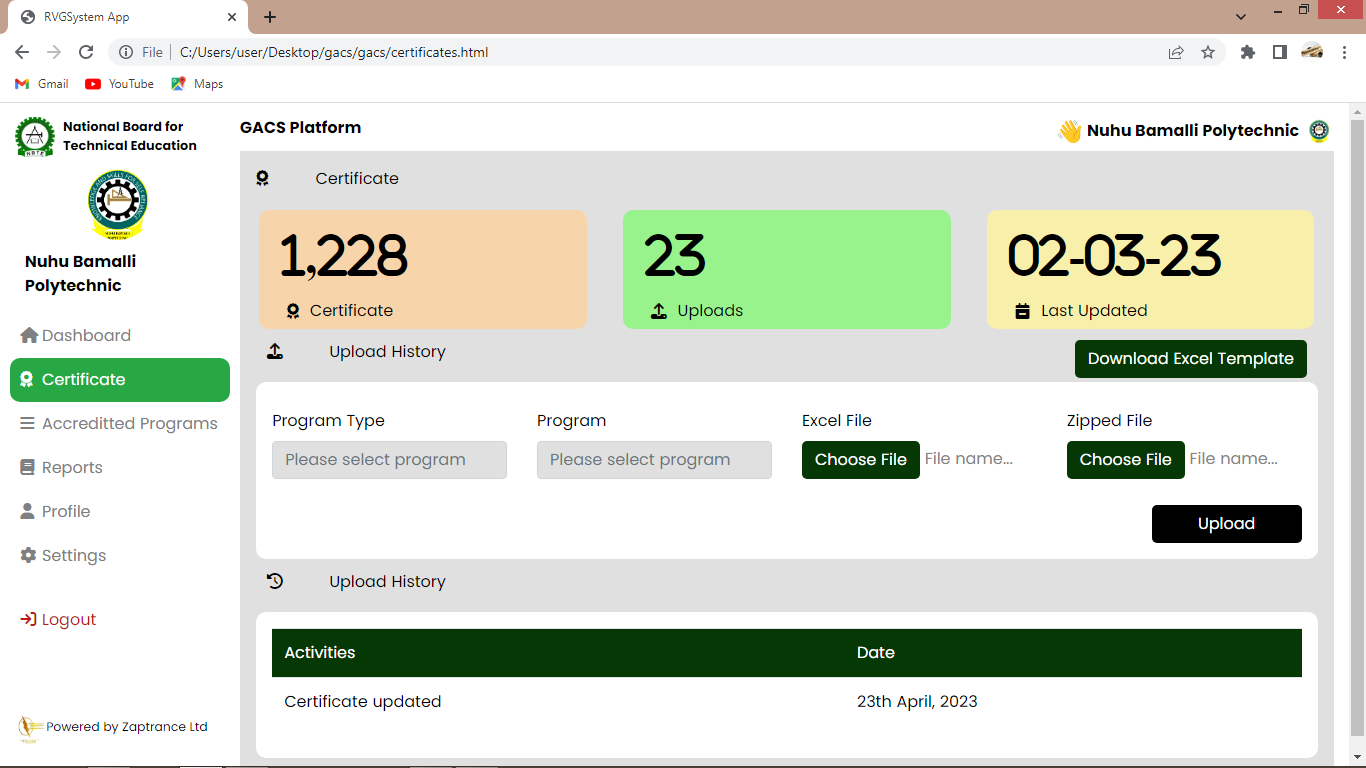 RVGSystem App
File
C:/Users/user/Desktop/gacs/gacs/certificates.html
Gmail
YouTube
Maps
National Board for
Technical Education
GACS Platform
👋 Nuhu Bamalli Polytechnic
Nuhu Bamalli
Polytechnic
Dashboard
Certificate
Accreditted Programs
Reports
Profile
Settings
Logout
Powered by Zaptrance Ltd
Certificate
1,228
Certificate
23
Uploads
02-03-23
Last Updated
Upload History
Download Excel Template
Program Type
Program
Excel File
Zipped File
Please select program
Please select program
Choose File
File name...
Choose File
File name...
Upload
Upload History
Activities
Date
Certificate updated
23th April, 2023